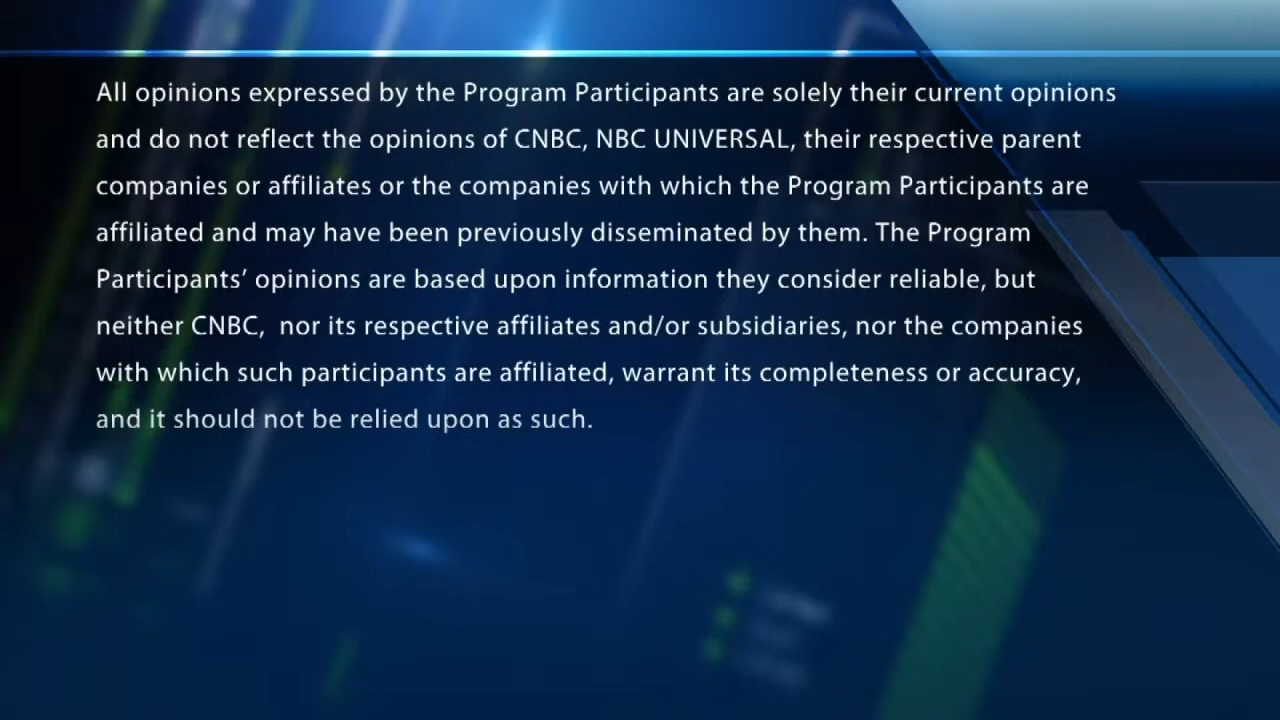 All opinions expressed by the Program Participants are solely their current opinions
and do not reflect the opinions of CNBC, NBC UNIVERSAL, their respective parent
companies or affiliates or the companies with which the Program Participants are
affiliated and may have been previously disseminated by them. The Program
Participants’ opinions are based upon information they consider reliable, but
neither CNBC,  nor its respective affiliates and/or subsidiaries, nor the companies
with which such participants are affiliated, warrant its completeness or accuracy,
and it should not be relied upon as such.